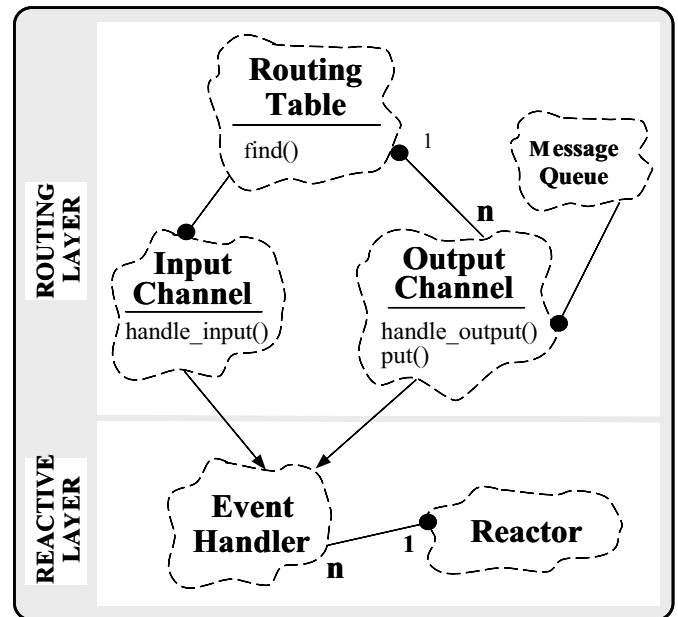 Routing
Table
find()
1
n
Message
Queue
ROUTING
LAYER
Input
Channel
handle_input()
Output
Channel
handle_output()
put()
REACTIVE
LAYER
Event
Handler
n
1
Reactor